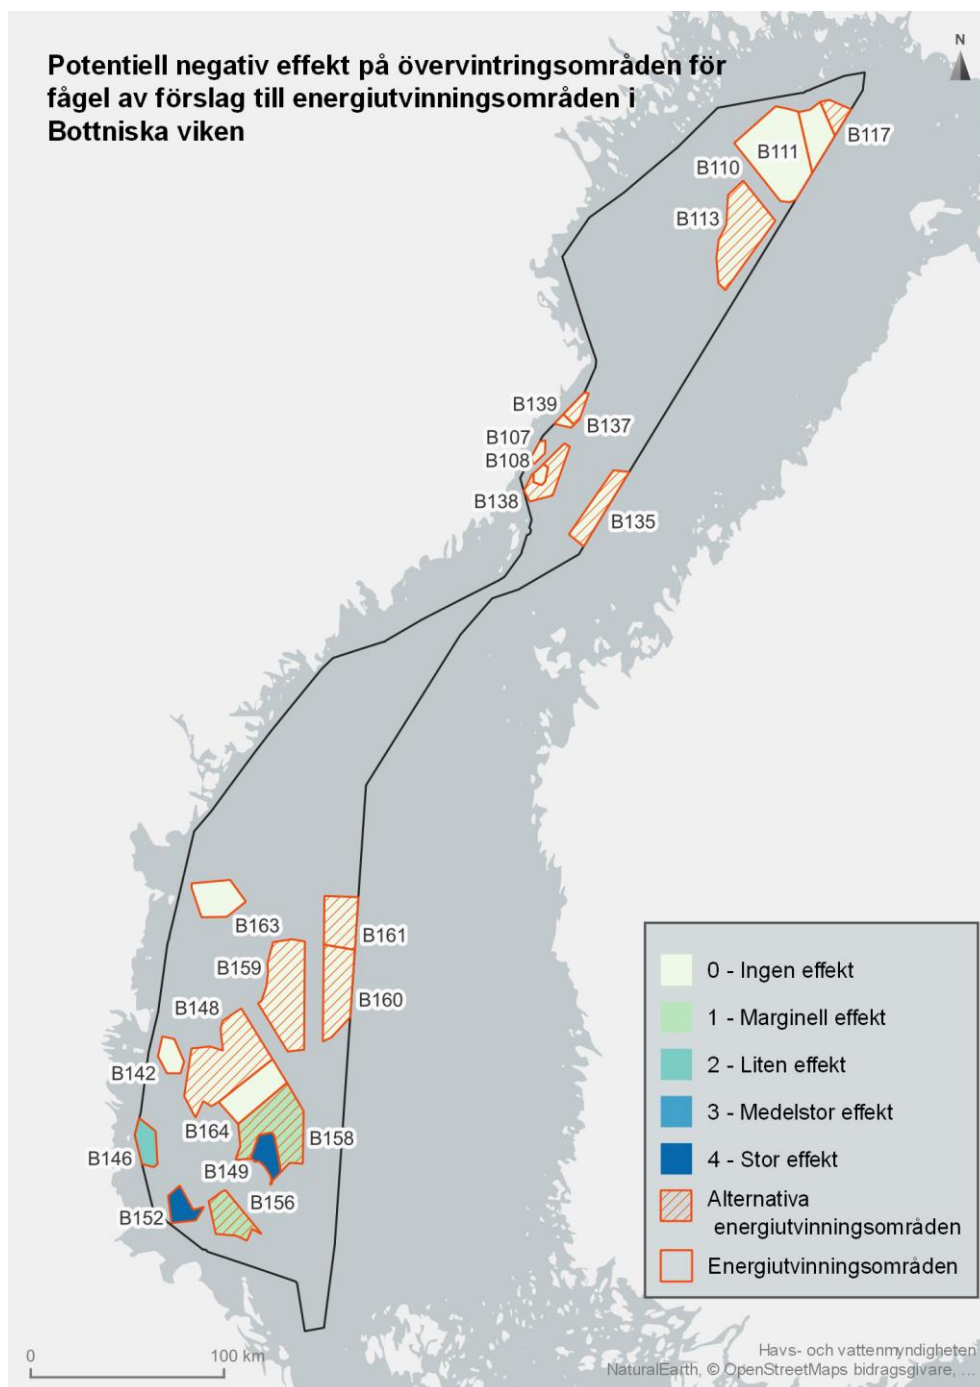 Potentiell negativ effekt på övervintringsområden för
fågel av förslag till energiutvinningsområden i
Bottniska viken
N
B117
B111
B110
B113
B139
B137
B107
B108
B138
B135
B163
B161
B159
B160
B148
B142
B164
B158
B146
B149
B156
B152
0 - Ingen effekt
1 - Marginell effekt
2 - Liten effekt
3 - Medelstor effekt
4 - Stor effekt
Alternativa
energiutvinningsområden
Energiutvinningsområden
0
100 km
Havs- och vattenmyndigheten
NaturalEarth, © OpenStreetMaps bidragsgivare, ...